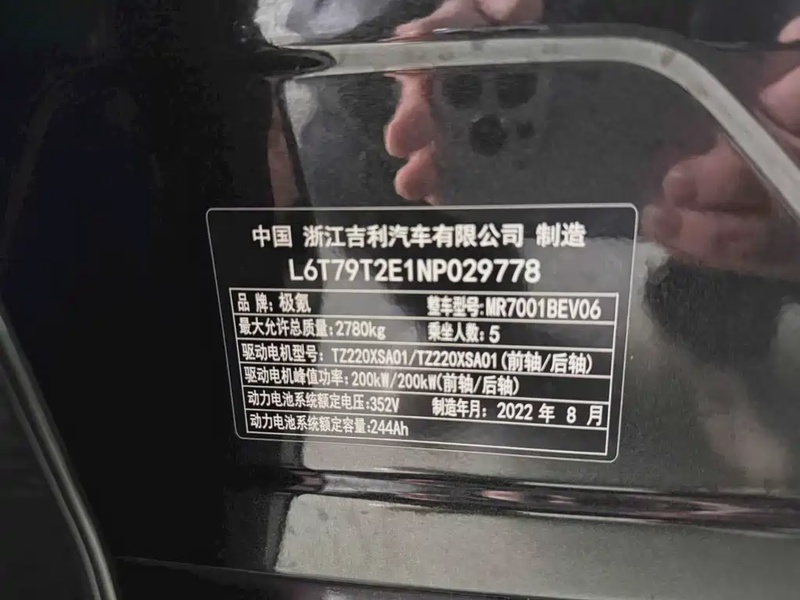 中国 浙江吉利汽车有限公司 制造
L6T79T2E1NP029778
品 牌: 极氪 整车型号: MR7001BEV06
最大允许总质量: 2780kg 乘坐人数: 5
驱动电机型号: TZ220XSA01/TZ220XSA01(前轴/后轴)
驱动电机峰值功率: 200kW/200kW(前轴/后轴)
动力电池系统额定电压: 352V 制造年月: 2022 年 8 月
动力电池系统额定容量: 244Ah